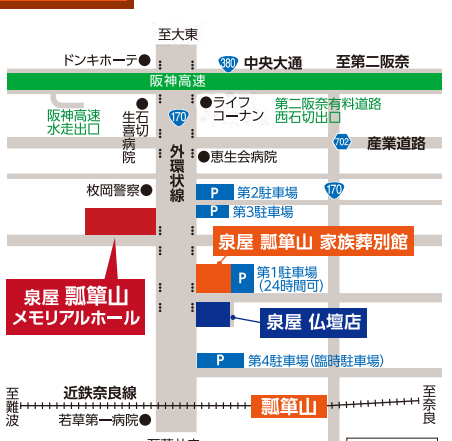 至大東
ドンキホーテ
380
中央大通
至第二阪奈
阪神高速
阪神高速
水走出口
石切
生喜病院
170
ライフ
コーナン
第二阪奈有料道路
西石切出口
外環状線
702
産業道路
恵生会病院
枚岡警察
P
第2駐車場
170
P
第3駐車場
泉屋 瓢箪山 家族葬別館
泉屋 瓢箪山
メモリアルホール
P
第1駐車場
(24時間可)
泉屋 仏壇店
P
第4駐車場(臨時駐車場)
至難波
近鉄奈良線
瓢箪山
至奈良
若草第一病院